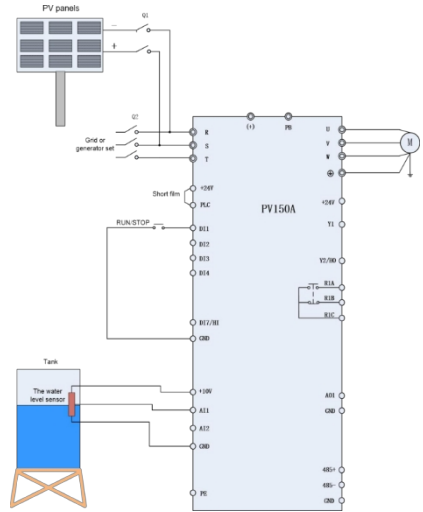 PV panels
Q1
−
+
Q2
Grid or
generator set
R
S
T
(+)
PB
U
V
W
M
Short film
+24V
PLC
PV150A
+24V
Y1
RUN/STOP
DI1
DI2
DI3
DI4
Y2/HO
R1A
R1B
R1C
DI7/HI
GND
Tank
The water
level sensor
+10V
AI1
AI2
GND
AO1
GND
PE
485+
485-
GND